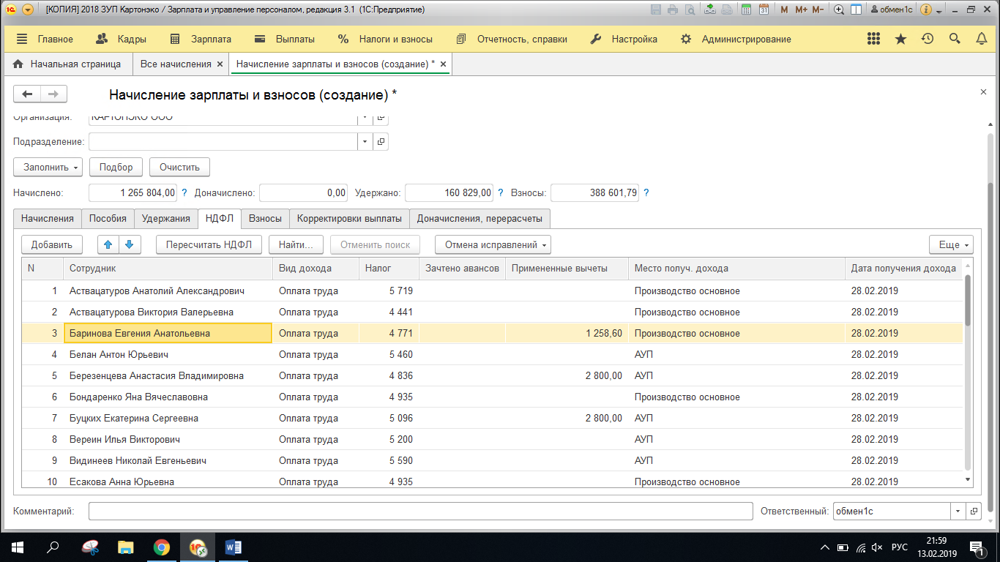 [КОПИЯ] 2018 ЗУП Картонэко / Зарплата и управление персоналом, редакция 3.1 (1С:Предприятие)
M M+ M- обмен1с
Главное Кадры Зарплата Выплаты Налоги и взносы Отчетность, справки Настройка Администрирование
Начальная страница Все начисления × Начисление зарплаты и взносов (создание) * ×
Начисление зарплаты и взносов (создание) *
Организация: КАРТОНЭКО ООО
Подразделение:
Заполнить Подбор Очистить
Начислено: 1 265 804,00 ? Доначислено: 0,00 Удержано: 160 829,00 ? Взносы: 388 601,79 ?
Начисления Пособия Удержания НДФЛ Взносы Корректировки выплаты Доначисления, перерасчеты
Добавить Пересчитать НДФЛ Найти... Отменить поиск Отмена исправлений Еще
N Сотрудник Вид дохода Налог Зачтено авансов Примененные вычеты Место получ. дохода Дата получения дохода
1 Аствацатуров Анатолий Александрович Оплата труда 5 719 Производство основное 28.02.2019
2 Аствацатурова Виктория Валерьевна Оплата труда 4 441 Производство основное 28.02.2019
3 Баринова Евгения Анатольевна Оплата труда 4 771 1 258,60 Производство основное 28.02.2019
4 Белан Антон Юрьевич Оплата труда 5 460 АУП 28.02.2019
5 Березенцева Анастасия Владимировна Оплата труда 4 836 2 800,00 АУП 28.02.2019
6 Бондаренко Яна Вячеславовна Оплата труда 4 935 Производство основное 28.02.2019
7 Буцких Екатерина Сергеевна Оплата труда 5 096 2 800,00 АУП 28.02.2019
8 Вереин Илья Викторович Оплата труда 5 200 АУП 28.02.2019
9 Видинеев Николай Евгеньевич Оплата труда 5 590 АУП 28.02.2019
10 Есакова Анна Юрьевна Оплата труда 4 935 Производство основное 28.02.2019
Комментарий: Ответственный: обмен1с
РУС 21:59
13.02.2019 1